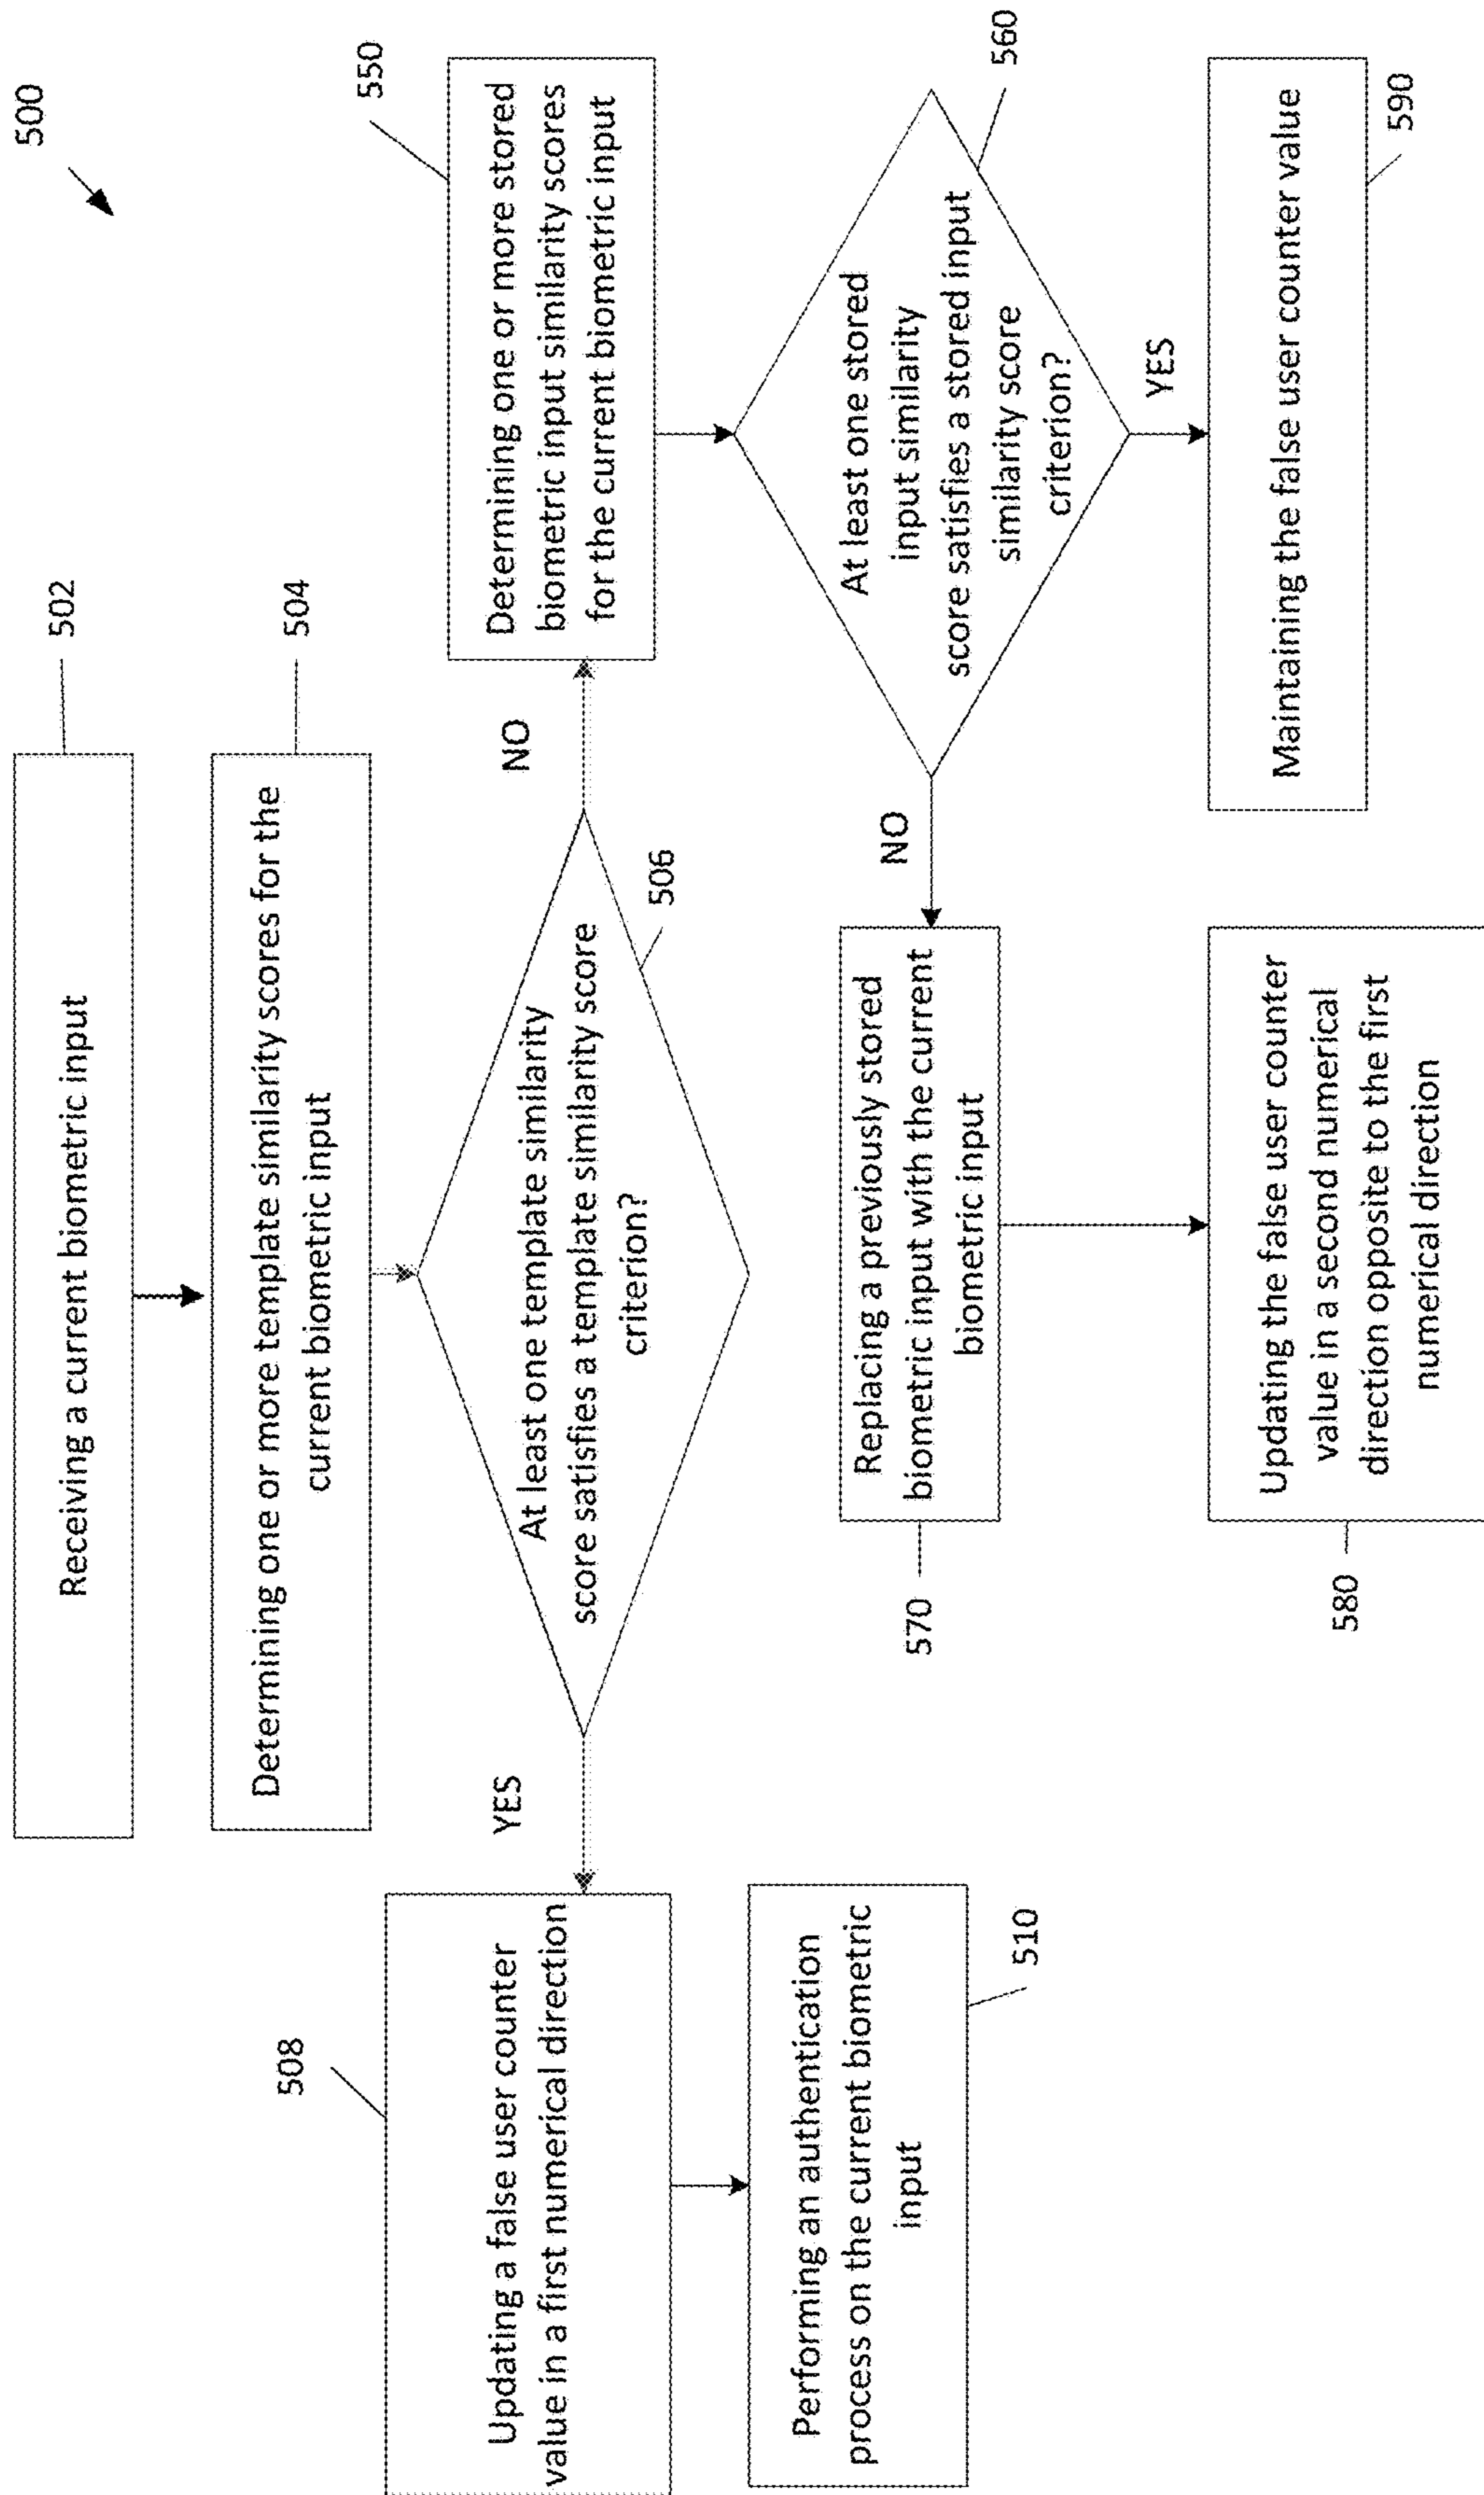 500
Receiving a current biometric input
502
Determining one or more template similarity scores for the
current biometric input
504
At least one template similarity
score satisfies a template similarity score
criterion?
506
YES
NO
Updating a false user counter
value in a first numerical direction
508
Performing an authentication
process on the current biometric
input
510
Determining one or more stored
biometric input similarity scores
for the current biometric input
550
At least one stored
input similarity
score satisfies a stored input
similarity score
criterion?
560
NO
YES
Replacing a previously stored
biometric input with the current
biometric input
570
Updating the false user counter
value in a second numerical
direction opposite to the first
numerical direction
580
Maintaining the false user counter value
590